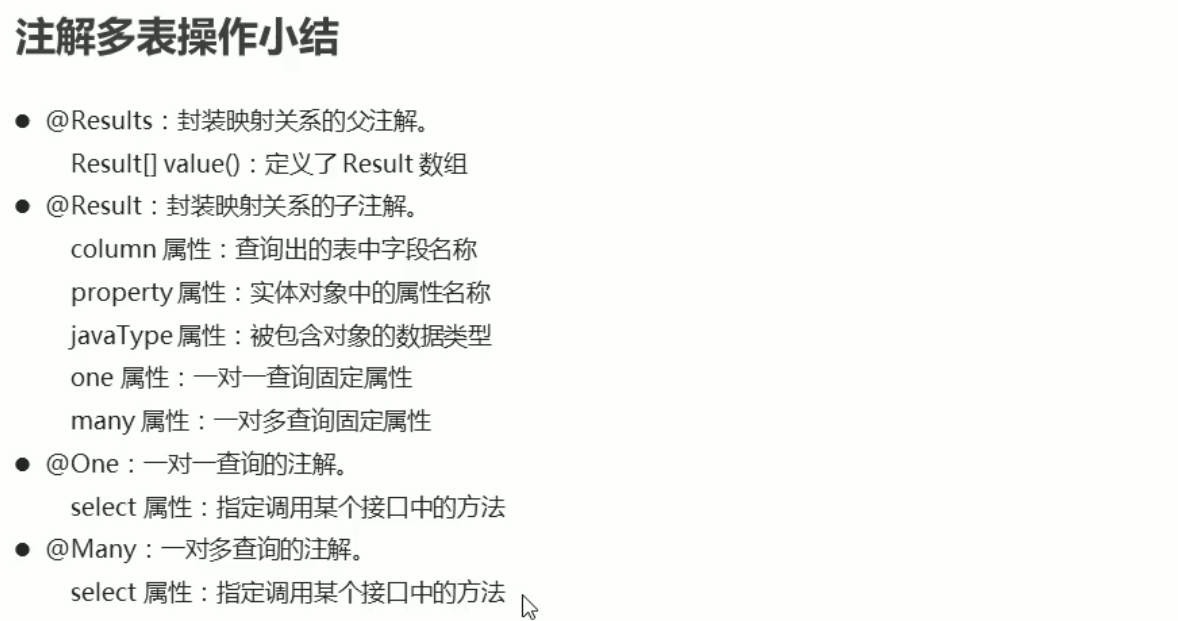 注解多表操作小结
● @Results：封装映射关系的父注解。
Result[] value()：定义了 Result 数组
● @Result：封装映射关系的子注解。
column 属性：查询出的表中字段名称
property 属性：实体对象中的属性名称
javaType 属性：被包含对象的数据类型
one 属性：一对一查询固定属性
many 属性：一对多查询固定属性
● @One：一对一查询的注解。
select 属性：指定调用某个接口中的方法
● @Many：一对多查询的注解。
select 属性：指定调用某个接口中的方法